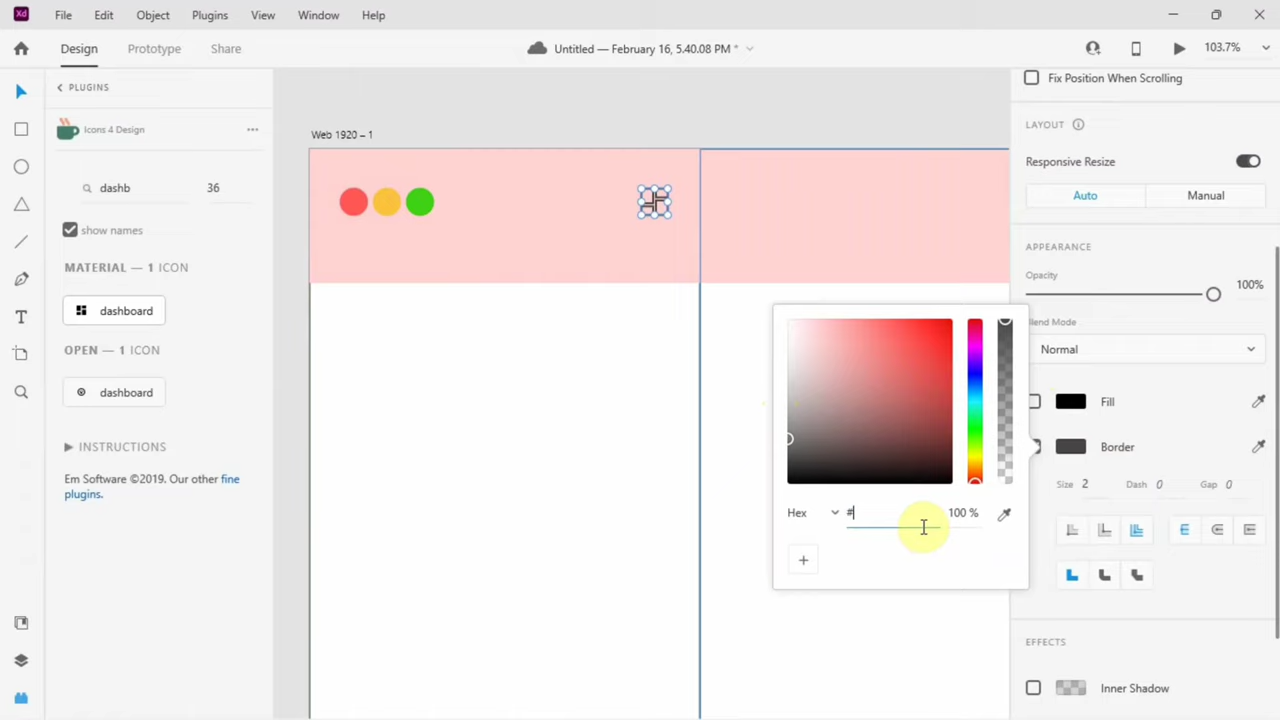 Xd File Edit Object Plugins View Window Help
Design Prototype Share Untitled — February 16, 5.40.08 PM * 103.7%
PLUGINS
Icons 4 Design ...
dashb 36
show names
MATERIAL — 1 ICON
dashboard
OPEN — 1 ICON
dashboard
INSTRUCTIONS
Em Software ©2019. Our other fine
plugins.
Web 1920 – 1
Hex # 100 %
+
Fix Position When Scrolling
LAYOUT
Responsive Resize
Auto Manual
APPEARANCE
Opacity
100%
Blend Mode
Normal
Fill
Border
Size 2 Dash 0 Gap 0
EFFECTS
Inner Shadow